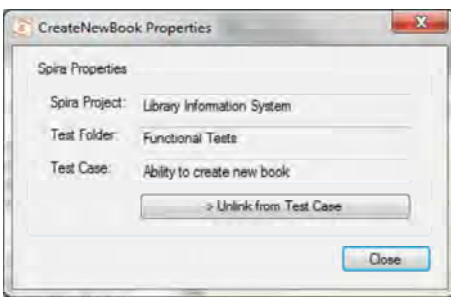 CreateNewBook Properties
Spira Properties
Spira Project: Library Information System
Test Folder: Functional Tests
Test Case: Ability to create new book
> Unlink from Test Case
Close